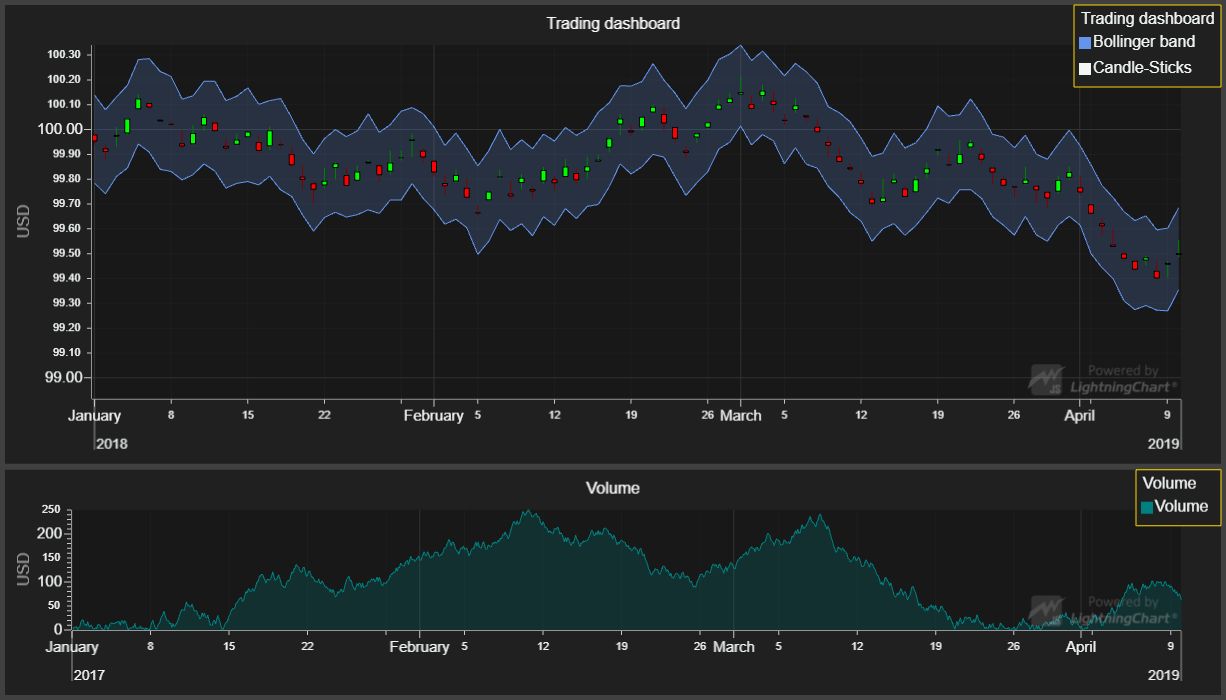 Trading dashboard
Trading dashboard
Bollinger band
Candle-Sticks
100.30
100.20
100.10
100.00
99.90
99.80
99.70
99.60
99.50
99.40
99.30
99.20
99.10
99.00
USD
Powered by
LightningChart®
JS
January 8 15 22 February 5 12 19 26 March 5 12 19 26 April 9
2018 2019
Volume
Volume
Volume
250
200
150
100
50
0
USD
Powered by
LightningChart®
JS
January 8 15 22 February 5 12 19 26 March 5 12 19 26 April 9
2017 2019